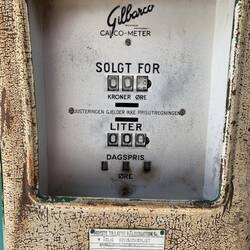 Gilbarco
CALCO-METER
SOLGT FOR
KRONER ØRE
JUSTERINGEN GJELDER IKKE PRISUTREGNINGEN
LITER
DAGSPRIS
ØRE